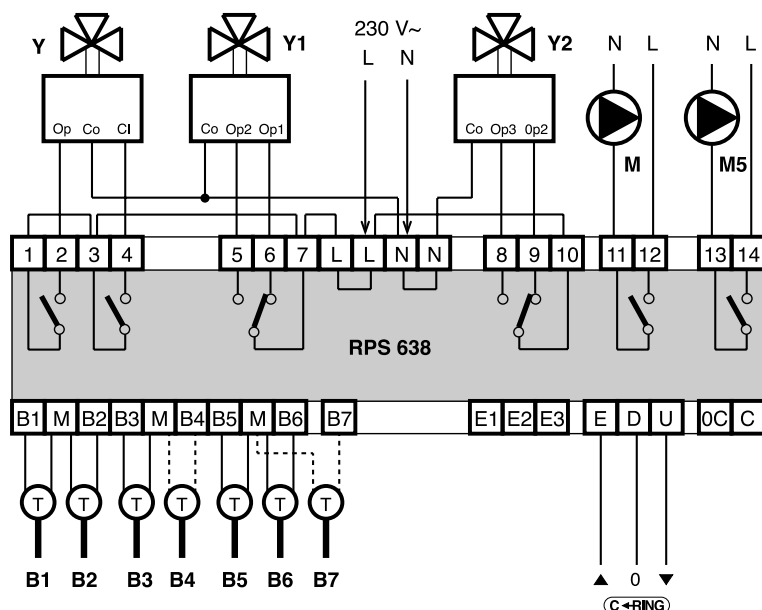 Y Y1 230 V~ Y2 N L N L
L N
Op Co Cl Co Op2 Op1 Co Op3 0p2 M M5
1 2 3 4 5 6 7 L L N N 8 9 10 11 12 13 14
RPS 638
B1 M B2 B3 M B4 B5 M B6 B7 E1 E2 E3 E D U 0C C
T T T T T T T
B1 B2 B3 B4 B5 B6 B7 0
C RING